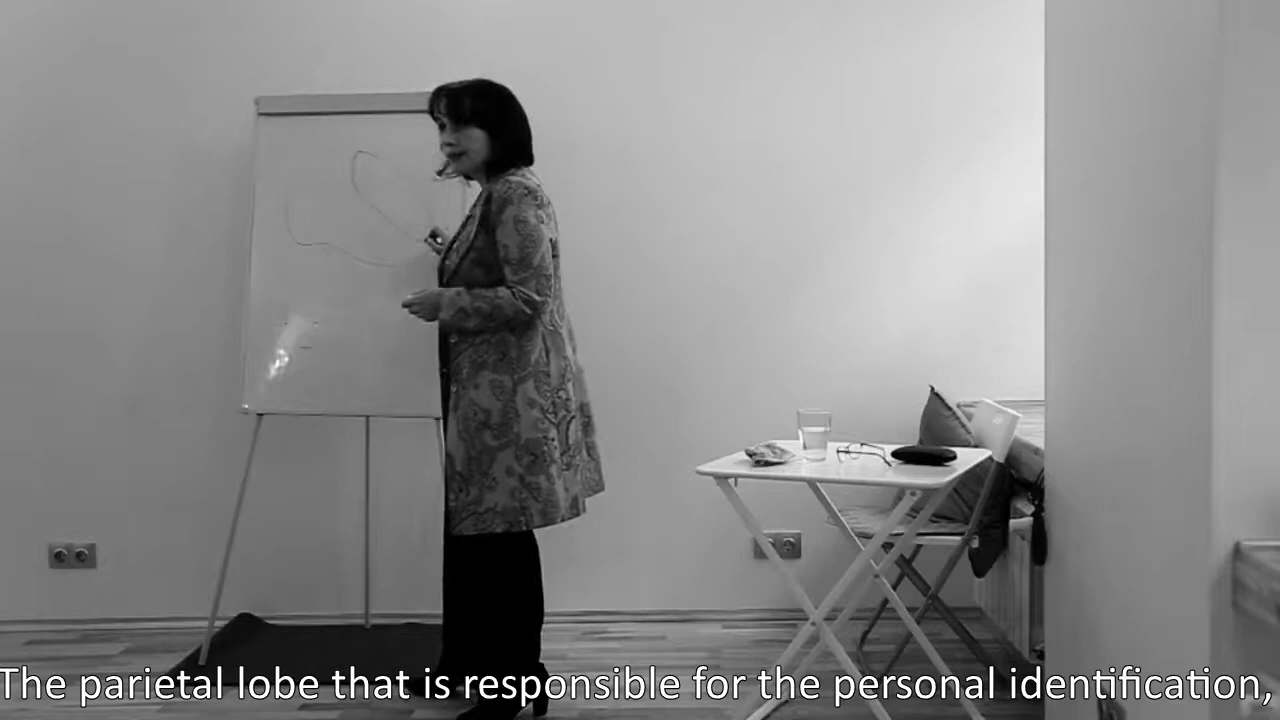 The parietal lobe that is responsible for the personal identification,